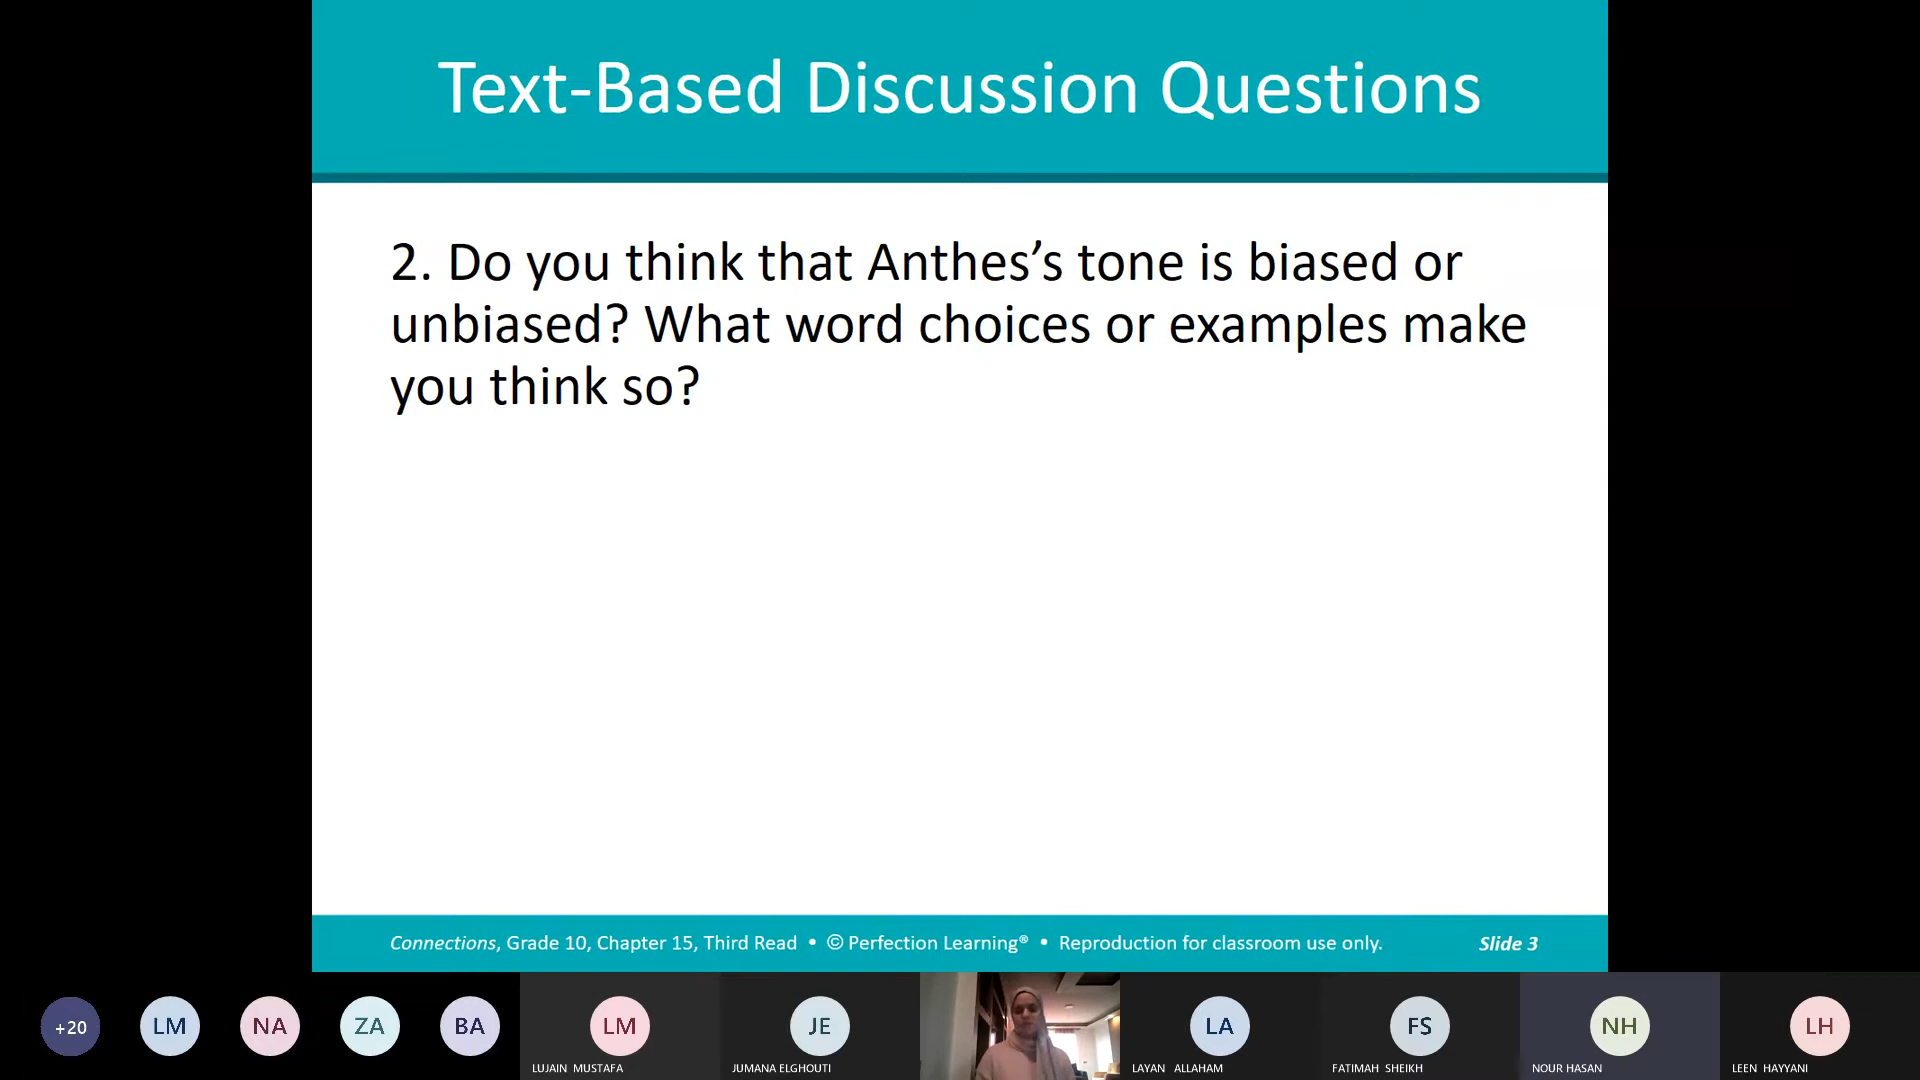 Text-Based Discussion Questions
2. Do you think that Anthes’s tone is biased or
unbiased? What word choices or examples make
you think so?
Connections, Grade 10, Chapter 15, Third Read • © Perfection Learning® • Reproduction for classroom use only.
Slide 3
+20
LM
NA
ZA
BA
LM
JE
LA
FS
NH
LH
LUJAIN MUSTAFA
JUMANA ELGHOUTI
LAYAN ALLAHAM
FATIMAH SHEIKH
NOUR HASAN
LEEN HAYYANI